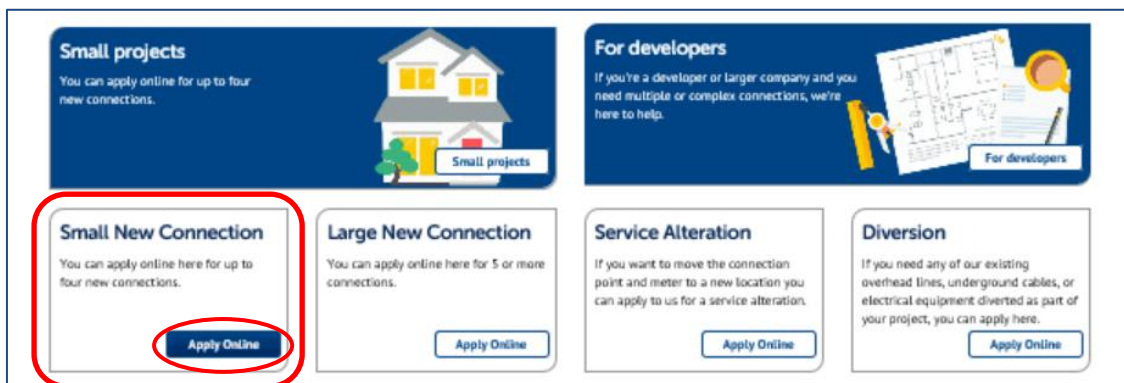 Small projects
You can apply online for up to four
new connections.
Small projects
For developers
If you're a developer or larger company and you
need multiple or complex connections, we're
here to help.
For developers
Small New Connection
You can apply online here for up to
four new connections.
Apply Online
Large New Connection
You can apply online here for 5 or more
connections.
Apply Online
Service Alteration
If you want to move the connection
point and meter to a new location you
can apply to us for a service alteration.
Apply Online
Diversion
If you need any of our existing
overhead lines, underground cables, or
electrical equipment diverted as part of
your project, you can apply here.
Apply Online